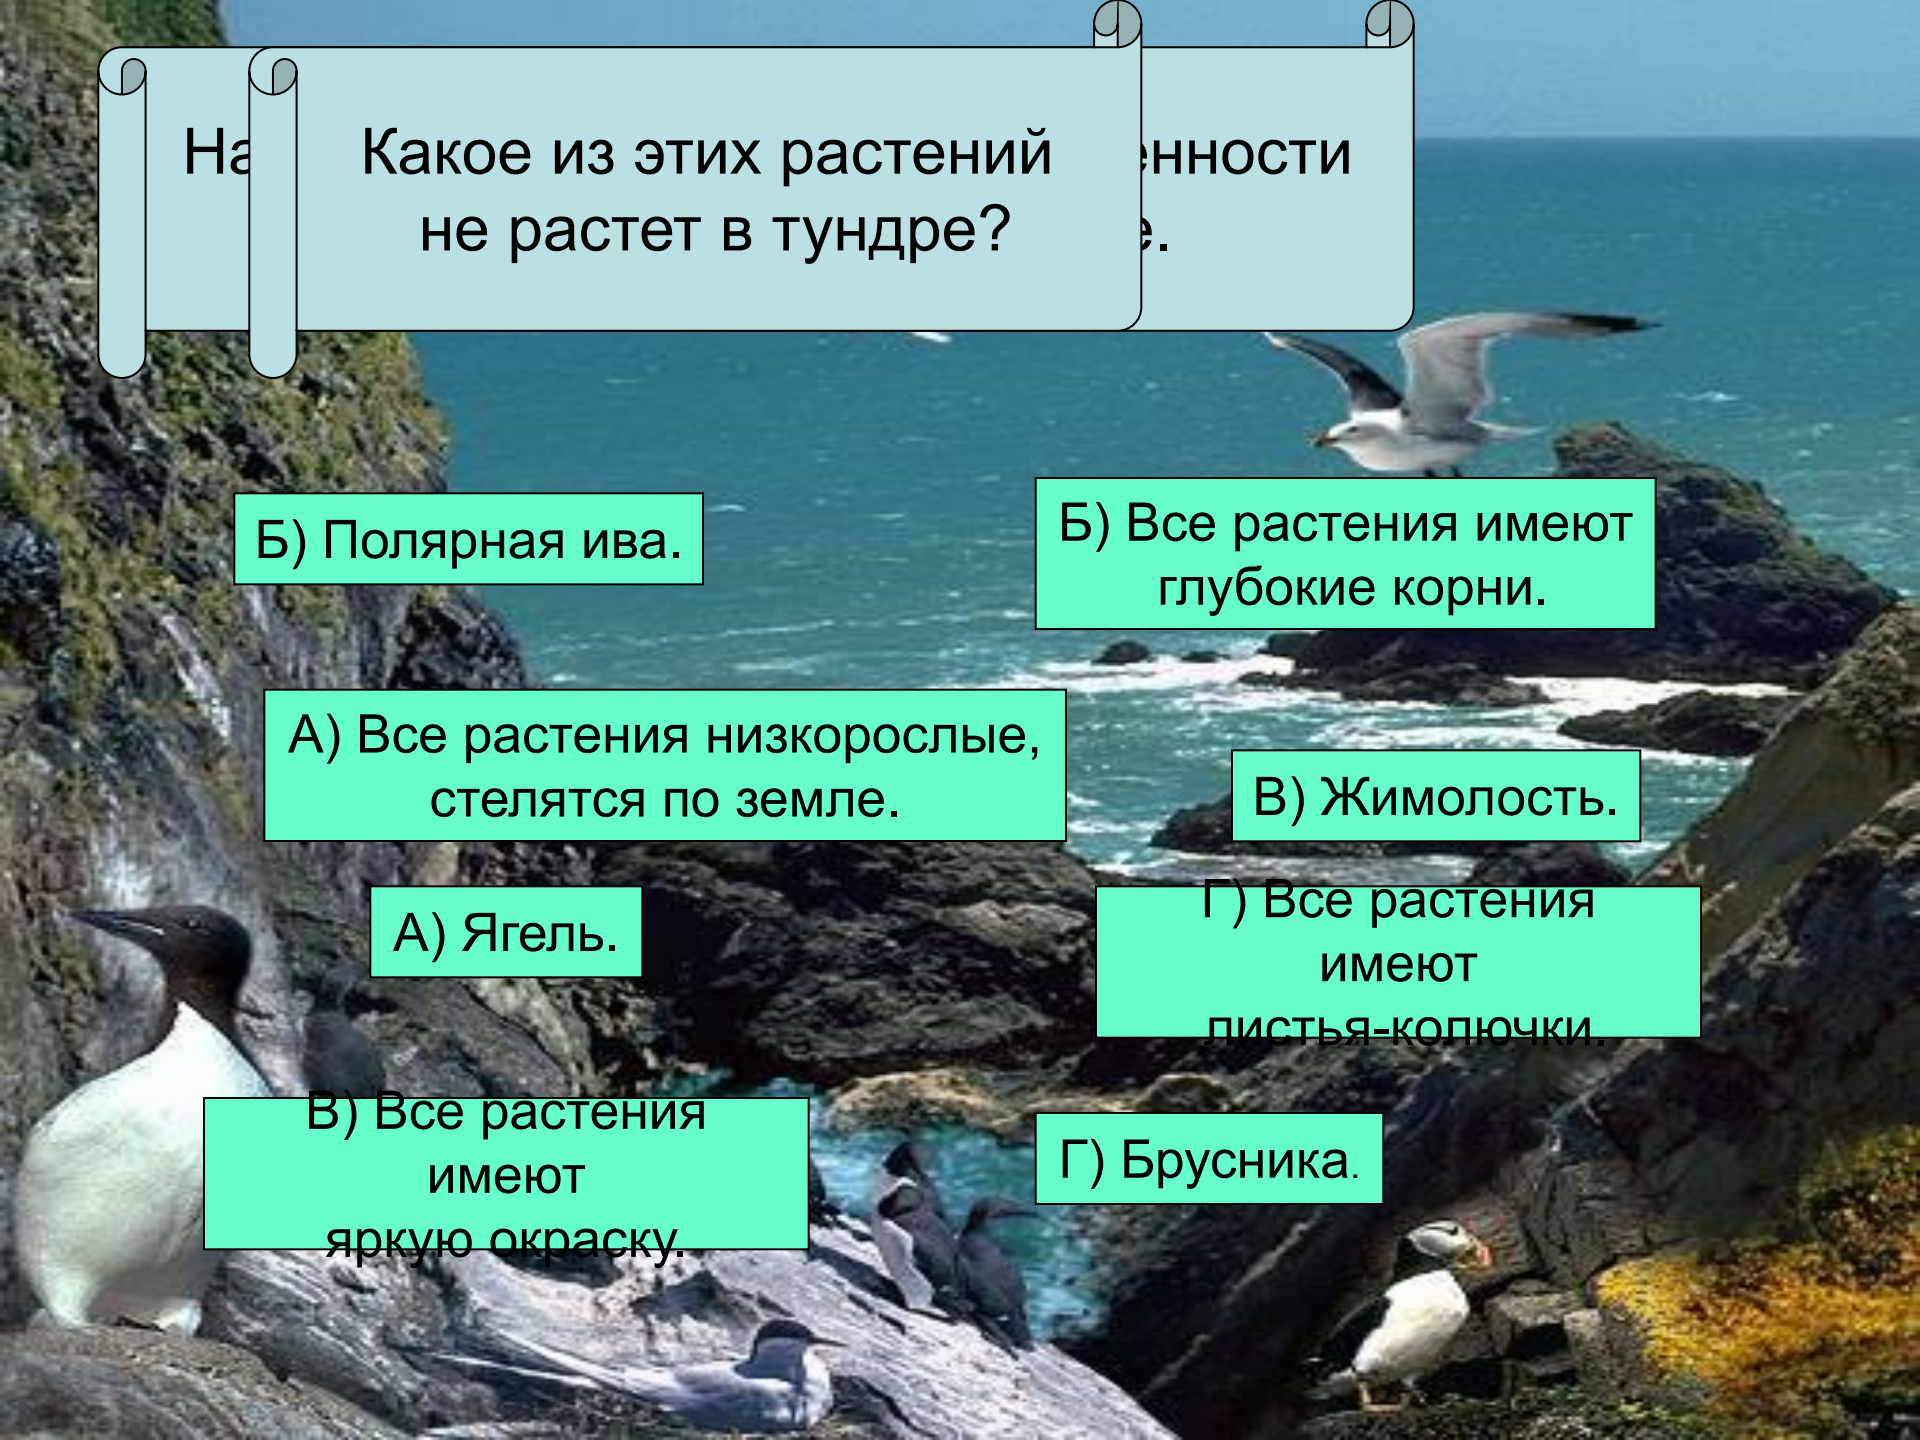 Какое из этих растений
не растет в тундре?
Б) Полярная ива.
Б) Все растения имеют
глубокие корни.
А) Все растения низкорослые,
стелятся по земле.
В) Жимолость.
А) Ягель.
Г) Все растения
имеют
листья-колючки.
В) Все растения
имеют
яркую окраску.
Г) Брусника.